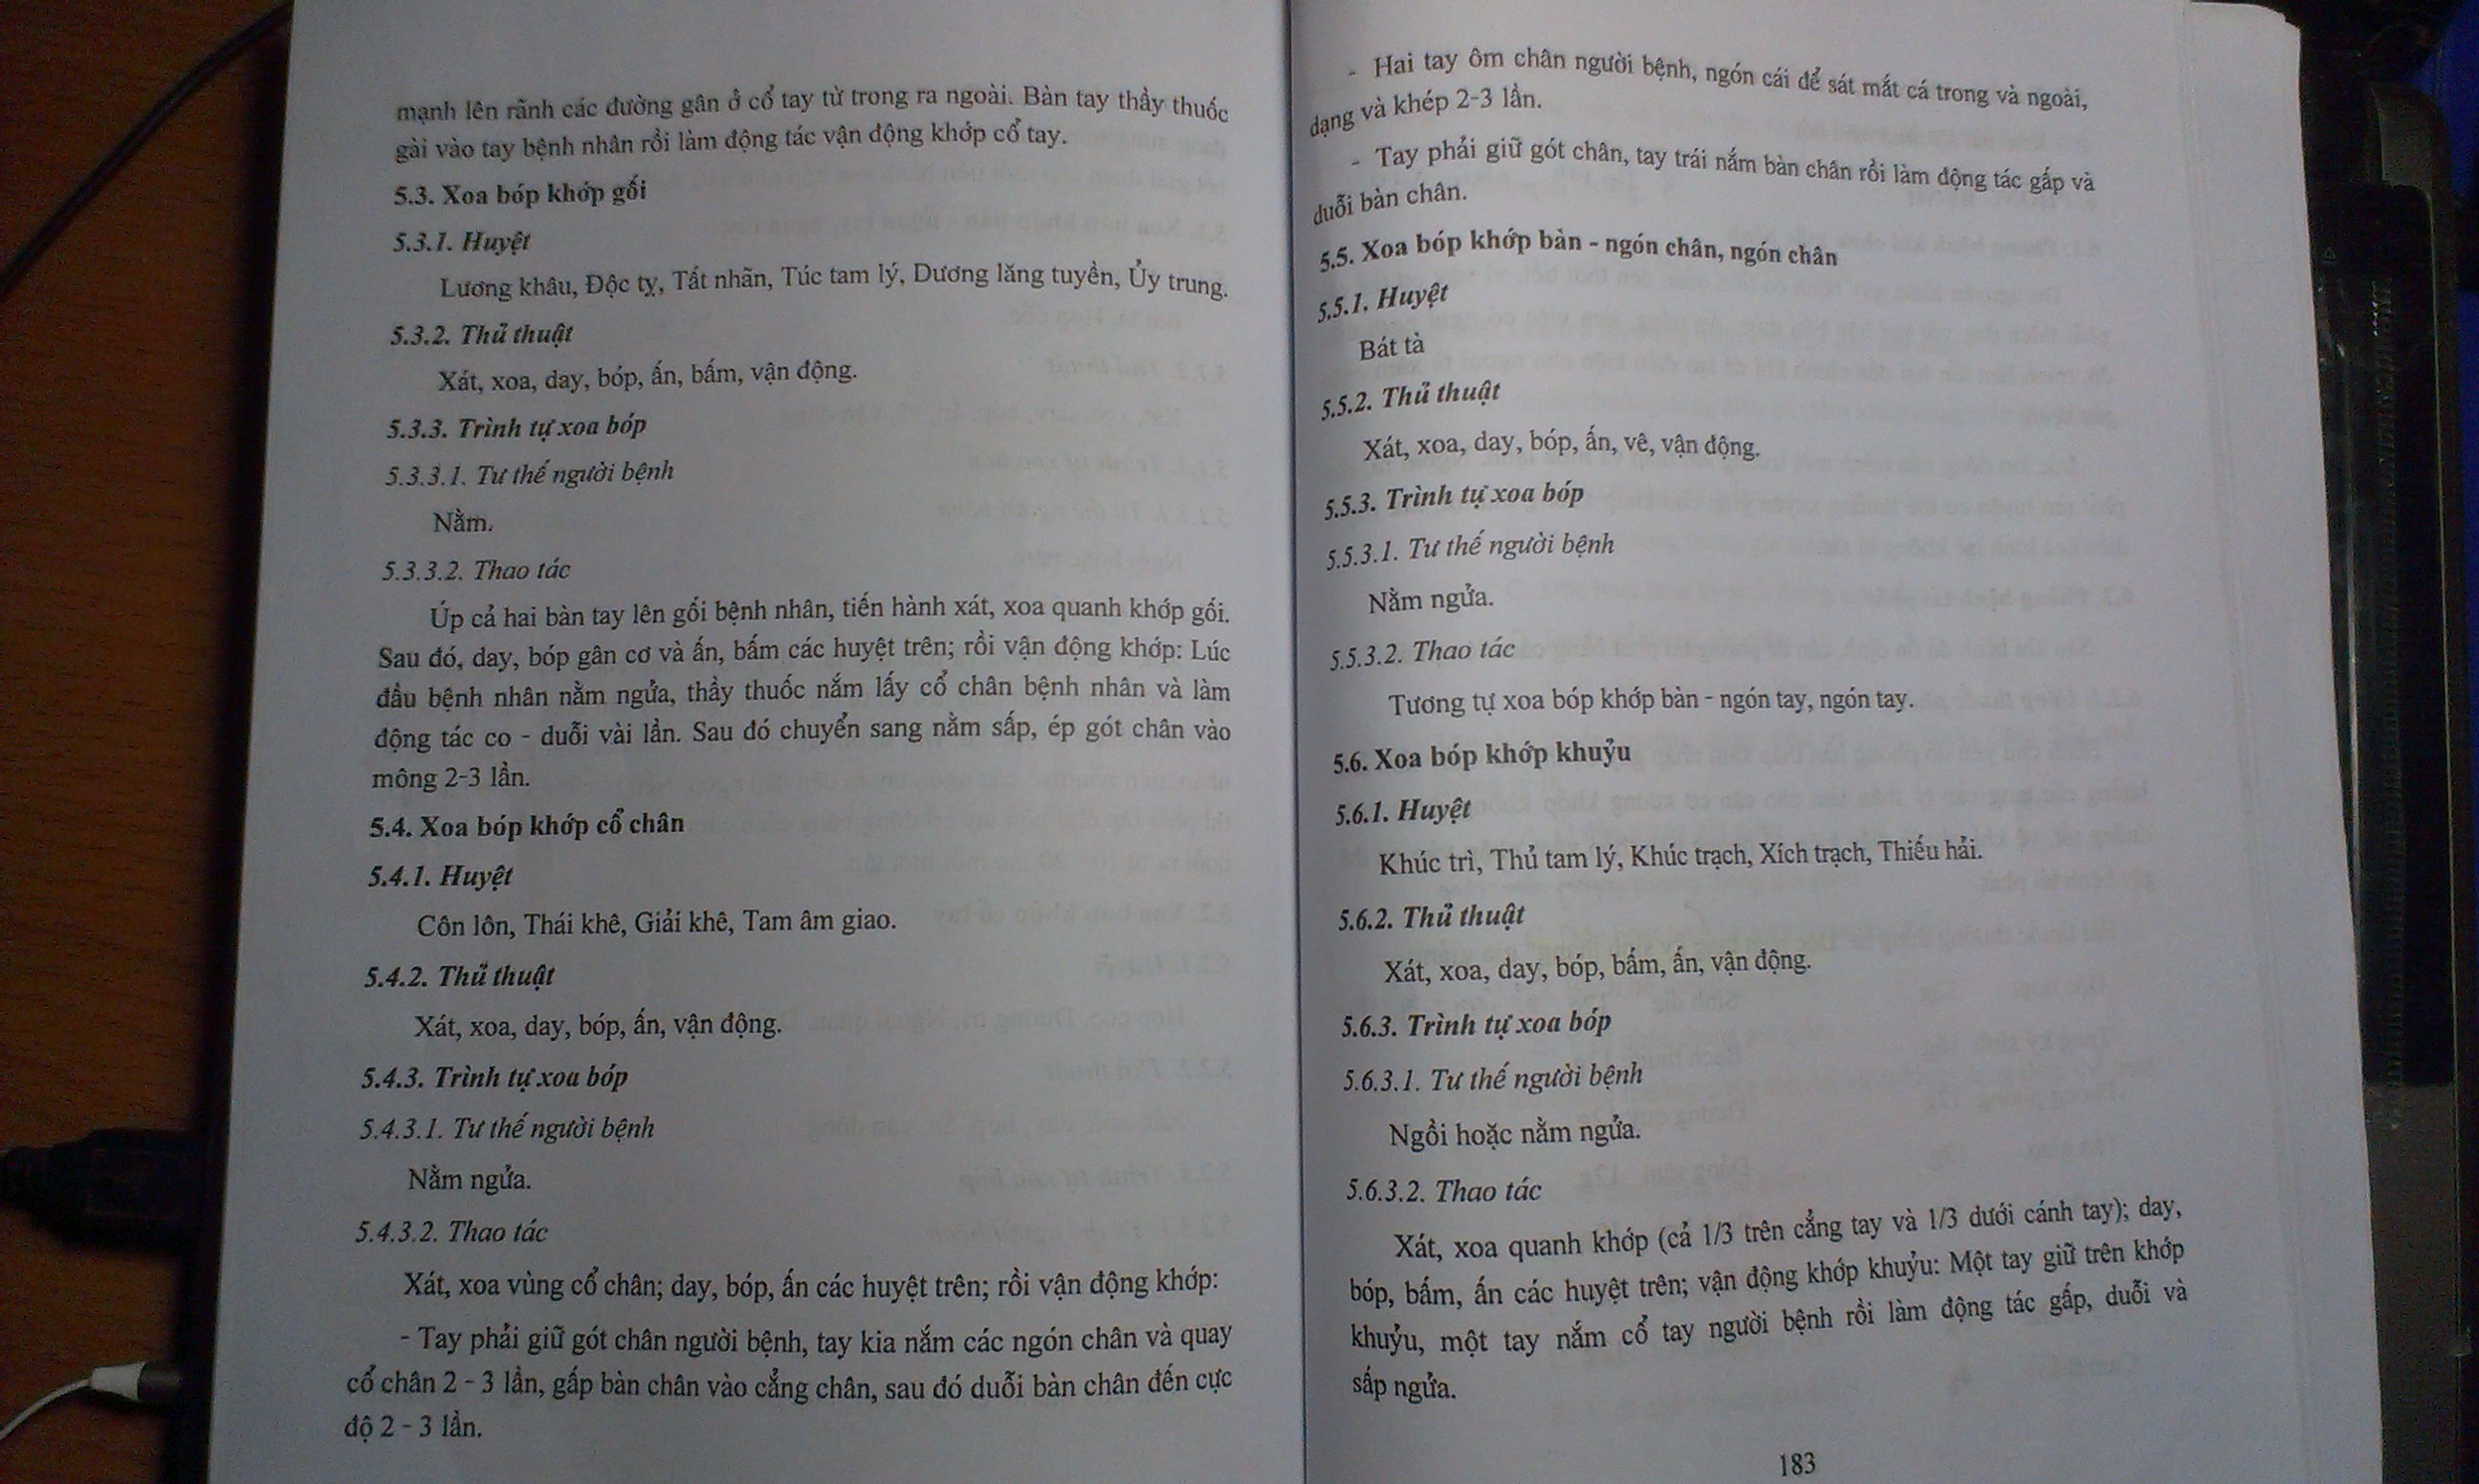 mạnh lên rãnh các đường gân ở cổ tay từ trong ra ngoài. Bàn tay thầy thuốc
gài vào tay bệnh nhân rồi làm động tác vận động khớp cổ tay.
5.3. Xoa bóp khớp gối
5.3.1. Huyệt
Lương khâu, Độc tỵ, Tất nhãn, Túc tam lý, Dương lăng tuyền, Ủy trung.
5.3.2. Thủ thuật
Xát, xoa, day, bóp, ấn, bấm, vận động.
5.3.3. Trình tự xoa bóp
5.3.3.1. Tư thế người bệnh
Nằm.
5.3.3.2. Thao tác
Úp cả hai bàn tay lên gối bệnh nhân, tiến hành xát, xoa quanh khớp gối.
Sau đó, day, bóp gân cơ và ấn, bấm các huyệt trên; rồi vận động khớp: Lúc
đầu bệnh nhân nằm ngửa, thầy thuốc nắm lấy cổ chân bệnh nhân và làm
động tác co - duỗi vài lần. Sau đó chuyển sang nằm sấp, ép gót chân vào
mông 2-3 lần.
5.4. Xoa bóp khớp cổ chân
5.4.1. Huyệt
Côn lôn, Thái khê, Giải khê, Tam âm giao.
5.4.2. Thủ thuật
Xát, xoa, day, bóp, ấn, vận động.
5.4.3. Trình tự xoa bóp
5.4.3.1. Tư thế người bệnh
Nằm ngửa.
5.4.3.2. Thao tác
Xát, xoa vùng cổ chân; day, bóp, ấn các huyệt trên; rồi vận động khớp:
- Tay phải giữ gót chân người bệnh, tay kia nắm các ngón chân và quay
cổ chân 2 - 3 lần, gấp bàn chân vào cẳng chân, sau đó duỗi bàn chân đến cực
độ 2 - 3 lần.
- Hai tay ôm chân người bệnh, ngón cái để sát mắt cá trong và ngoài,
dạng và khép 2-3 lần.
- Tay phải giữ gót chân, tay trái nắm bàn chân rồi làm động tác gấp và
duỗi bàn chân.
5.5. Xoa bóp khớp bàn - ngón chân, ngón chân
5.5.1. Huyệt
Bát tà
5.5.2. Thủ thuật
Xát, xoa, day, bóp, ấn, vê, vận động.
5.5.3. Trình tự xoa bóp
5.5.3.1. Tư thế người bệnh
Nằm ngửa.
5.5.3.2. Thao tác
Tương tự xoa bóp khớp bàn - ngón tay, ngón tay.
5.6. Xoa bóp khớp khuỷu
5.6.1. Huyệt
Khúc trì, Thủ tam lý, Khúc trạch, Xích trạch, Thiếu hải.
5.6.2. Thủ thuật
Xát, xoa, day, bóp, bấm, ấn, vận động.
5.6.3. Trình tự xoa bóp
5.6.3.1. Tư thế người bệnh
Ngồi hoặc nằm ngửa.
5.6.3.2. Thao tác
Xát, xoa quanh khớp (cả 1/3 trên cẳng tay và 1/3 dưới cánh tay); day,
bóp, bấm, ấn các huyệt trên; vận động khớp khuỷu: Một tay giữ trên khớp
khuỷu, một tay nắm cổ tay người bệnh rồi làm động tác gấp, duỗi và
sấp ngửa.
183